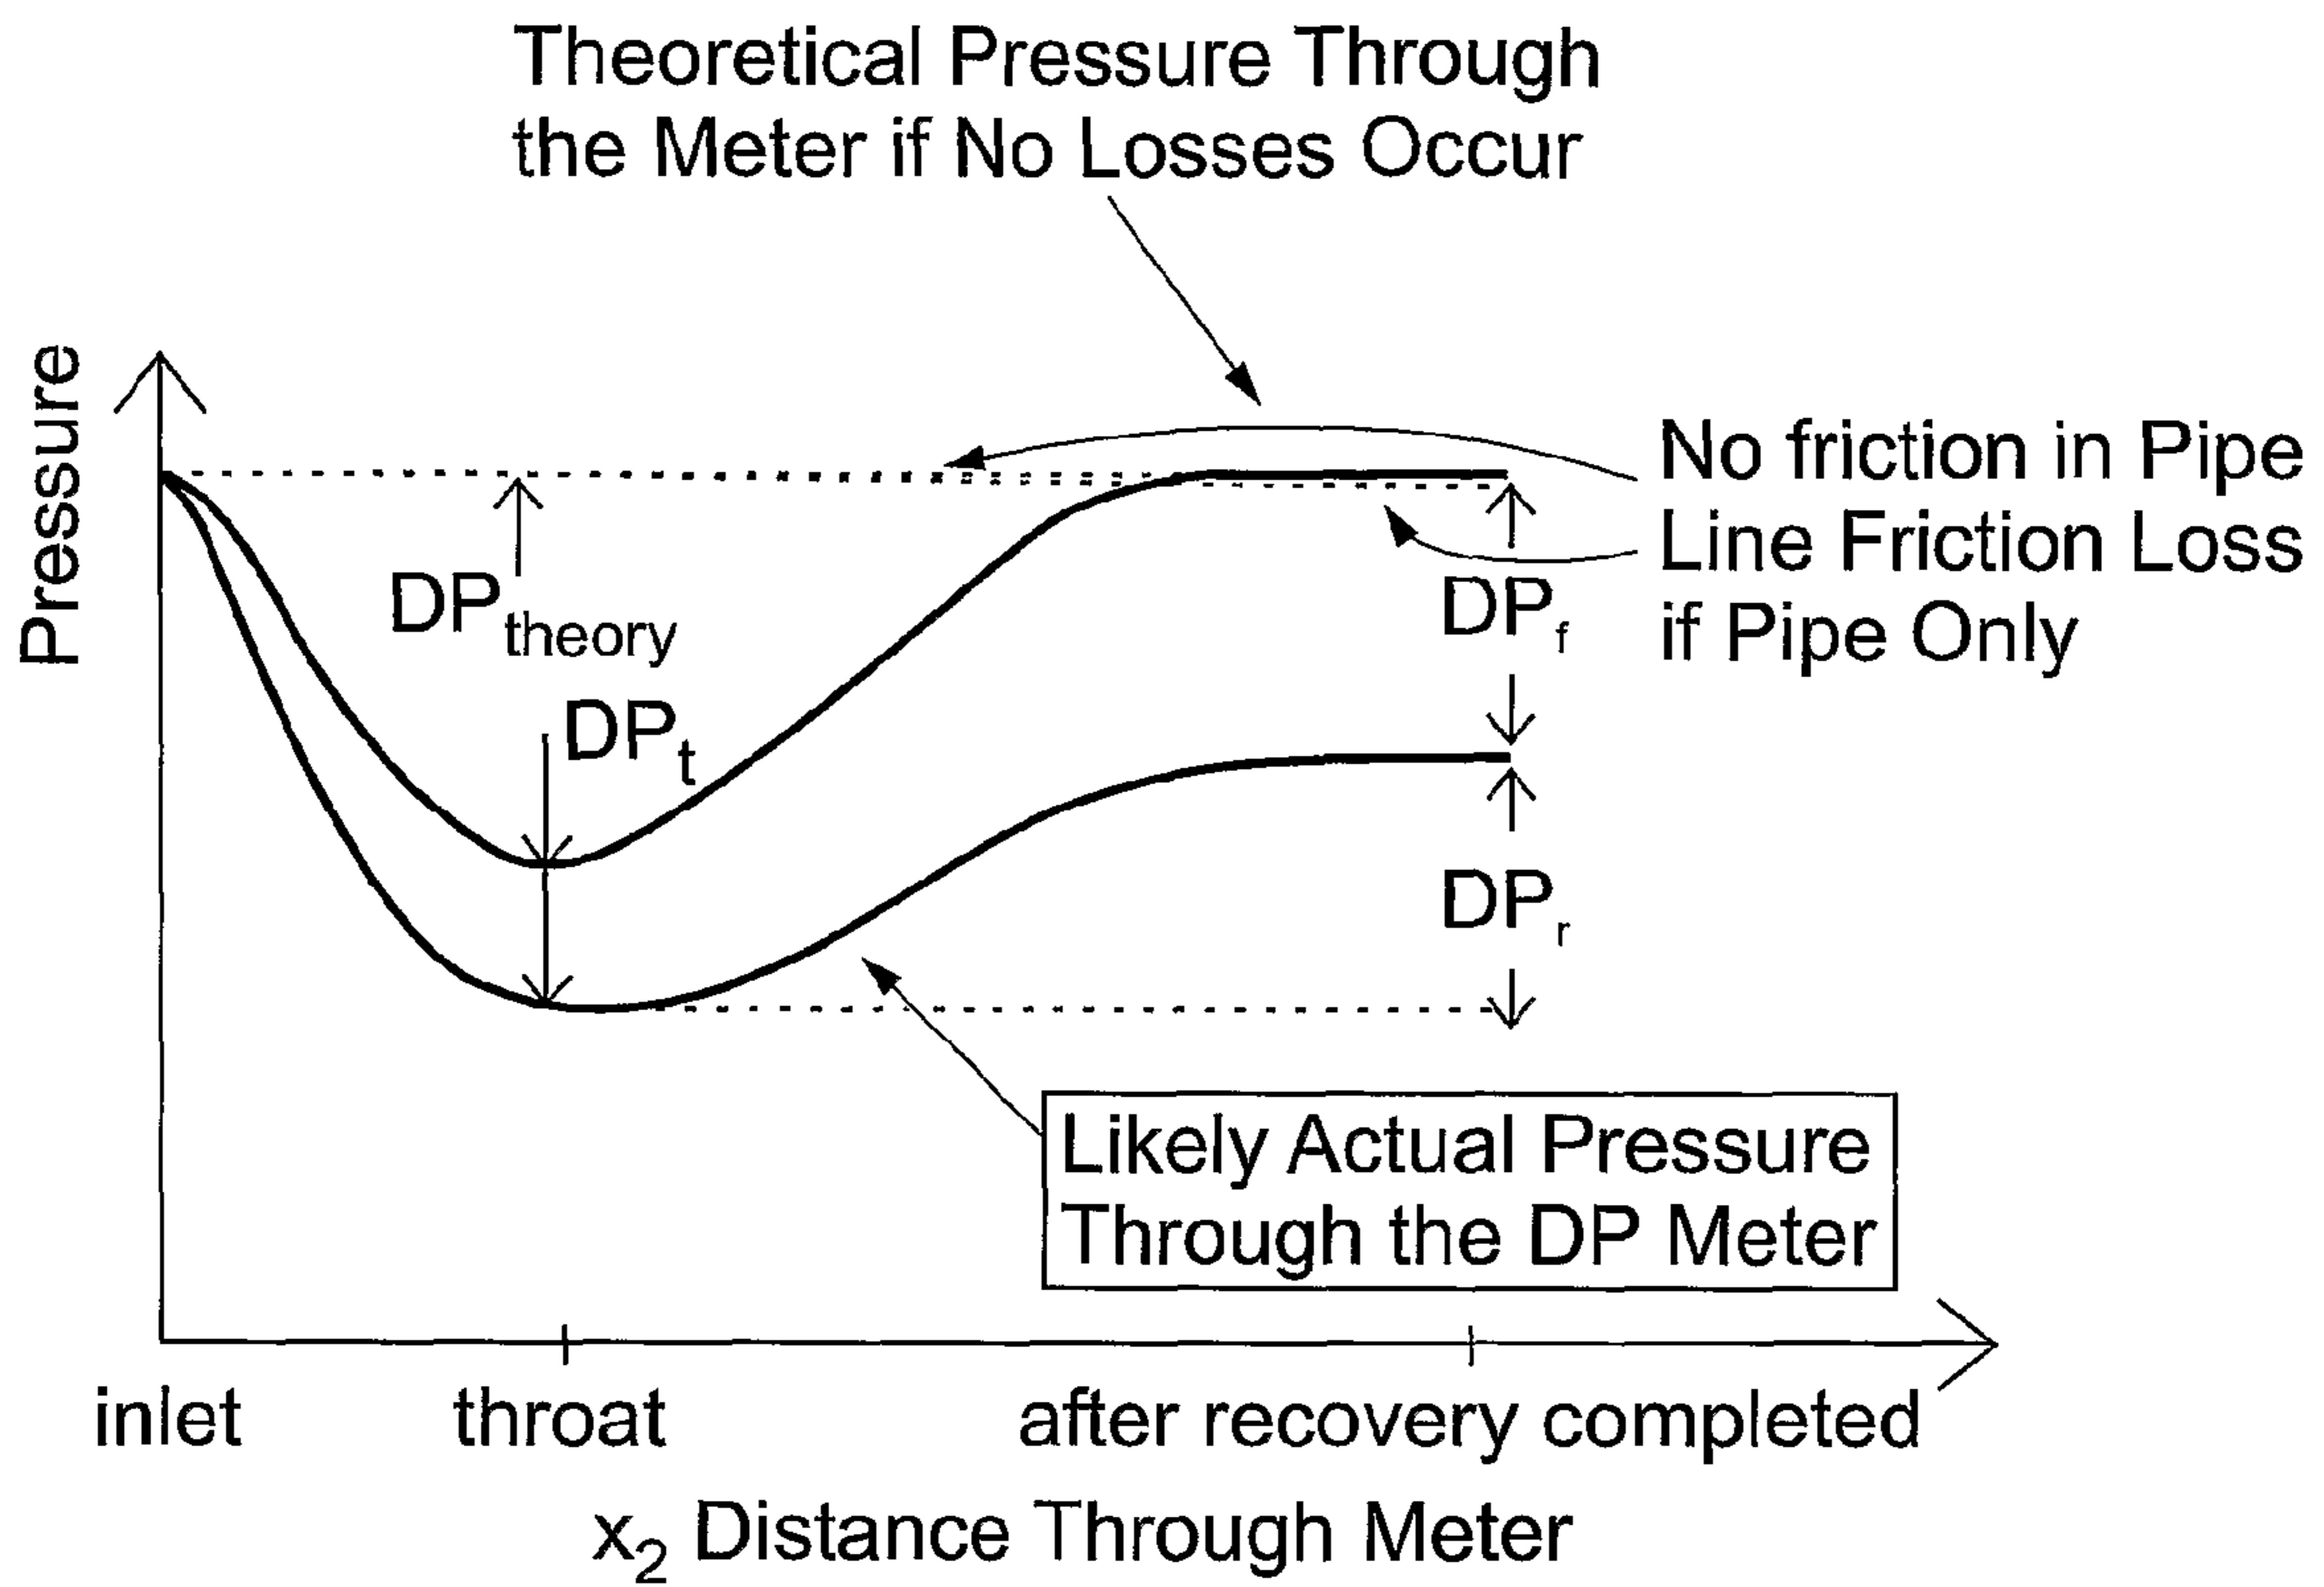 Theoretical Pressure Through
the Meter if No Losses Occur
Pressure
No friction in Pipe
Line Friction Loss
if Pipe Only
DPtheory
DPt
DPf
DPr
Likely Actual Pressure
Through the DP Meter
inlet throat after recovery completed
x2 Distance Through Meter